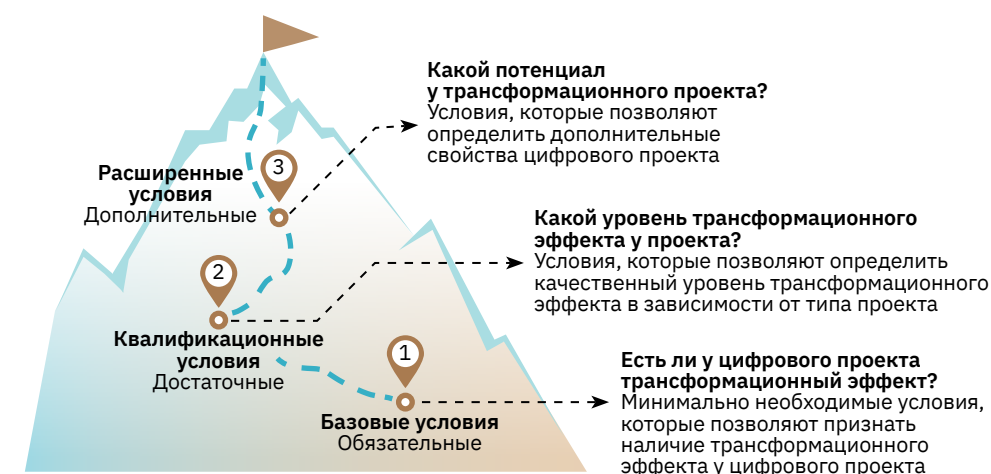 Какой потенциал
у трансформационного проекта?
Условия, которые позволяют
определить дополнительные
свойства цифрового проекта
3
Расширенные
условия
Дополнительные
Какой уровень трансформационного
эффекта у проекта?
Условия, которые позволяют определить
качественный уровень трансформационного
эффекта в зависимости от типа проекта
2
Квалификационные
условия
Достаточные
1
Базовые условия
Обязательные
Есть ли у цифрового проекта
трансформационный эффект?
Минимально необходимые условия,
которые позволяют признать
наличие трансформационного
эффекта у цифрового проекта